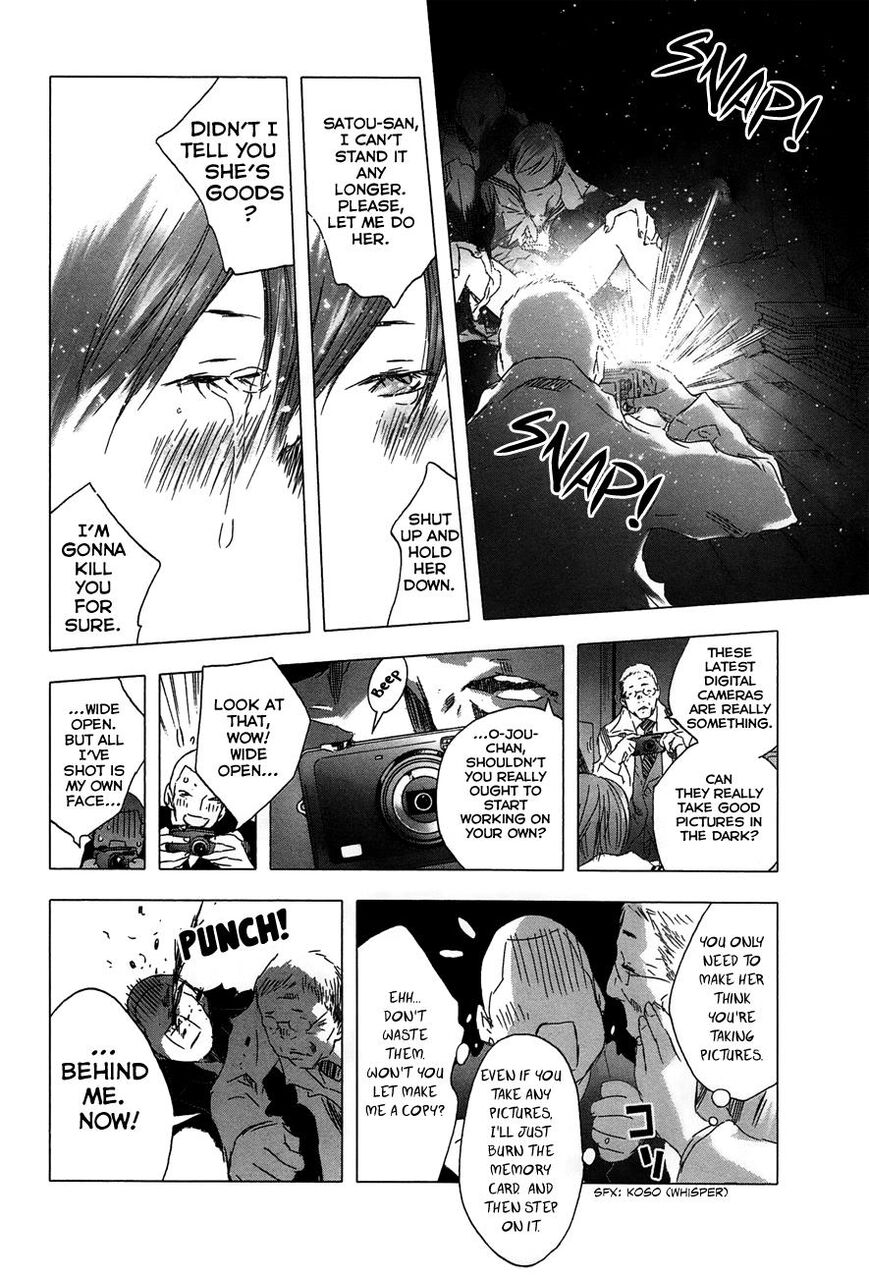 SNAP!
SNAP!
SATOU-SAN,
I CAN'T
STAND IT
ANY
LONGER.
PLEASE,
LET ME DO
HER.
SHUT
UP AND
HOLD
HER
DOWN.
DIDN'T I
TELL YOU
SHE'S
GOODS
?
I'M
GONNA
KILL
YOU
FOR
SURE.
THESE
LATEST
DIGITAL
CAMERAS
ARE REALLY
SOMETHING.
CAN
THEY REALLY
TAKE GOOD
PICTURES
IN THE
DARK?
Beep
...O-JOU-
CHAN,
SHOULDN'T
YOU REALLY
OUGHT TO
START
WORKING ON
YOUR OWN?
LOOK AT
THAT,
WOW!
WIDE
OPEN...
...WIDE
OPEN.
BUT ALL
I'VE
SHOT IS
MY OWN
FACE...
YOU ONLY
NEED TO
MAKE HER
THINK
YOU'RE
TAKING
PICTURES.
コソ
SFX: KOSO (WHISPER)
EVEN IF YOU
TAKE ANY
PICTURES,
I'LL JUST
BURN THE
MEMORY
CARD AND
THEN STEP
ON IT.
EHH...
DON'T
WASTE
THEM.
WON'T YOU
LET MAKE
ME A COPY?
PUNCH!
...
BEHIND
ME.
NOW!